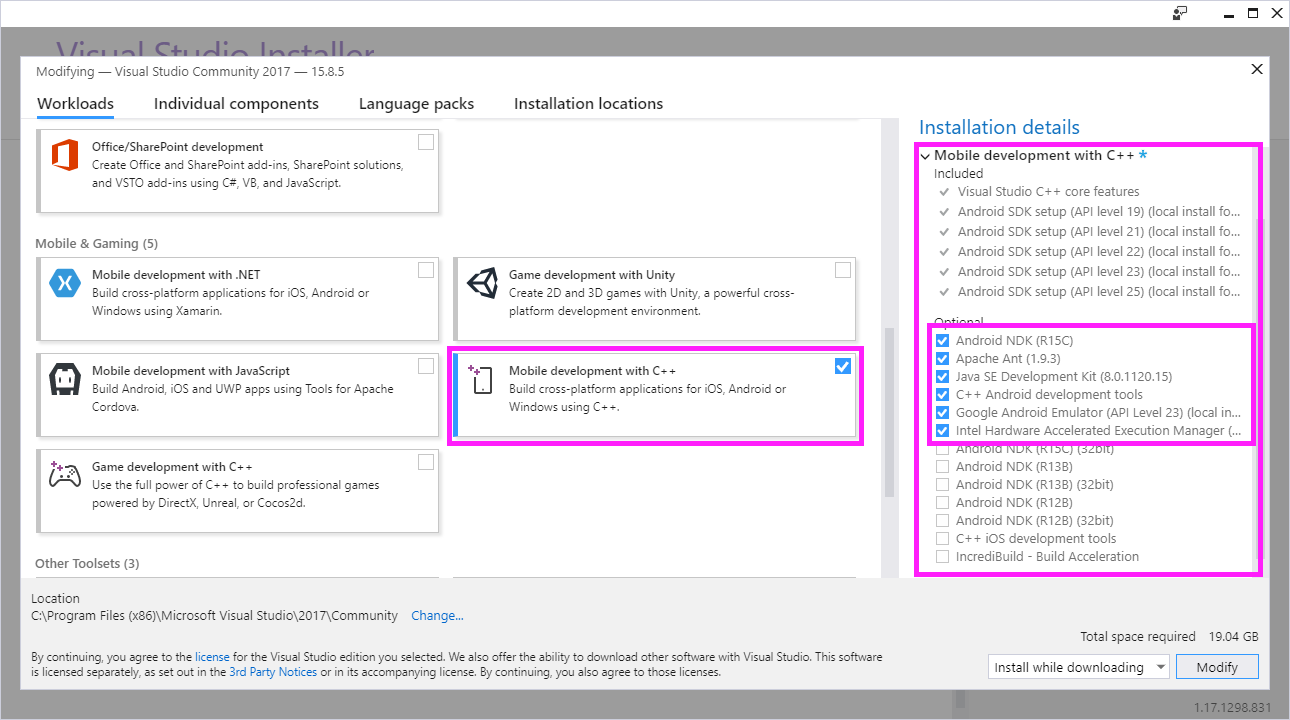 Visual Studio Installer
Modifying — Visual Studio Community 2017 — 15.8.5
Workloads
Individual components
Language packs
Installation locations
Office/SharePoint development
Create Office and SharePoint add-ins, SharePoint solutions,
and VSTO add-ins using C#, VB, and JavaScript.
Mobile & Gaming (5)
Mobile development with .NET
Build cross-platform applications for iOS, Android or
Windows using Xamarin.
Game development with Unity
Create 2D and 3D games with Unity, a powerful cross-
platform development environment.
Mobile development with JavaScript
Build Android, iOS and UWP apps using Tools for Apache
Cordova.
Mobile development with C++
Build cross-platform applications for iOS, Android or
Windows using C++.
Game development with C++
Use the full power of C++ to build professional games
powered by DirectX, Unreal, or Cocos2d.
Other Toolsets (3)
Installation details
Mobile development with C++ *
Included
Visual Studio C++ core features
Android SDK setup (API level 19) (local install fo...
Android SDK setup (API level 21) (local install fo...
Android SDK setup (API level 22) (local install fo...
Android SDK setup (API level 23) (local install fo...
Android SDK setup (API level 25) (local install fo...
Optional
Android NDK (R15C)
Apache Ant (1.9.3)
Java SE Development Kit (8.0.1120.15)
C++ Android development tools
Google Android Emulator (API Level 23) (local in...
Intel Hardware Accelerated Execution Manager (...
Android NDK (R15C) (32bit)
Android NDK (R13B)
Android NDK (R13B) (32bit)
Android NDK (R12B)
Android NDK (R12B) (32bit)
C++ iOS development tools
IncrediBuild - Build Acceleration
Location
C:\Program Files (x86)\Microsoft Visual Studio\2017\Community Change...
Total space required 19.04 GB
By continuing, you agree to the license for the Visual Studio edition you selected. We also offer the ability to download other software with Visual Studio. This software
is licensed separately, as set out in the 3rd Party Notices or in its accompanying license. By continuing, you also agree to those licenses.
Install while downloading
Modify
1.17.1298.831